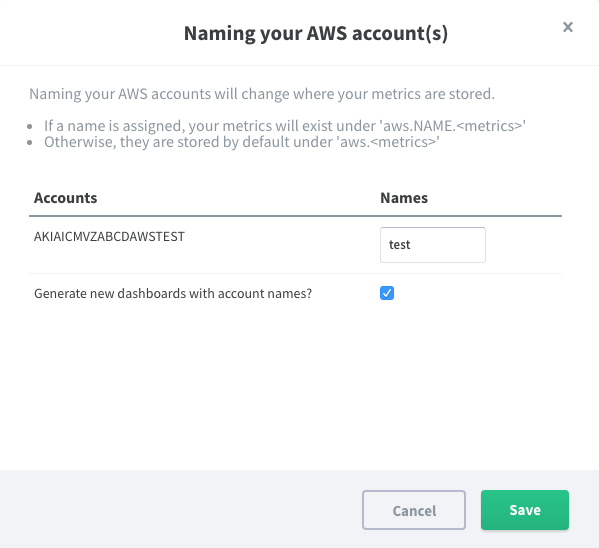 Naming your AWS account(s)
x
Naming your AWS accounts will change where your metrics are stored.
If a name is assigned, your metrics will exist under 'aws.NAME.<metrics>'
Otherwise, they are stored by default under 'aws.<metrics>'
Accounts Names
AKIAICMVZABCDAWSTEST test
Generate new dashboards with account names?
Cancel Save